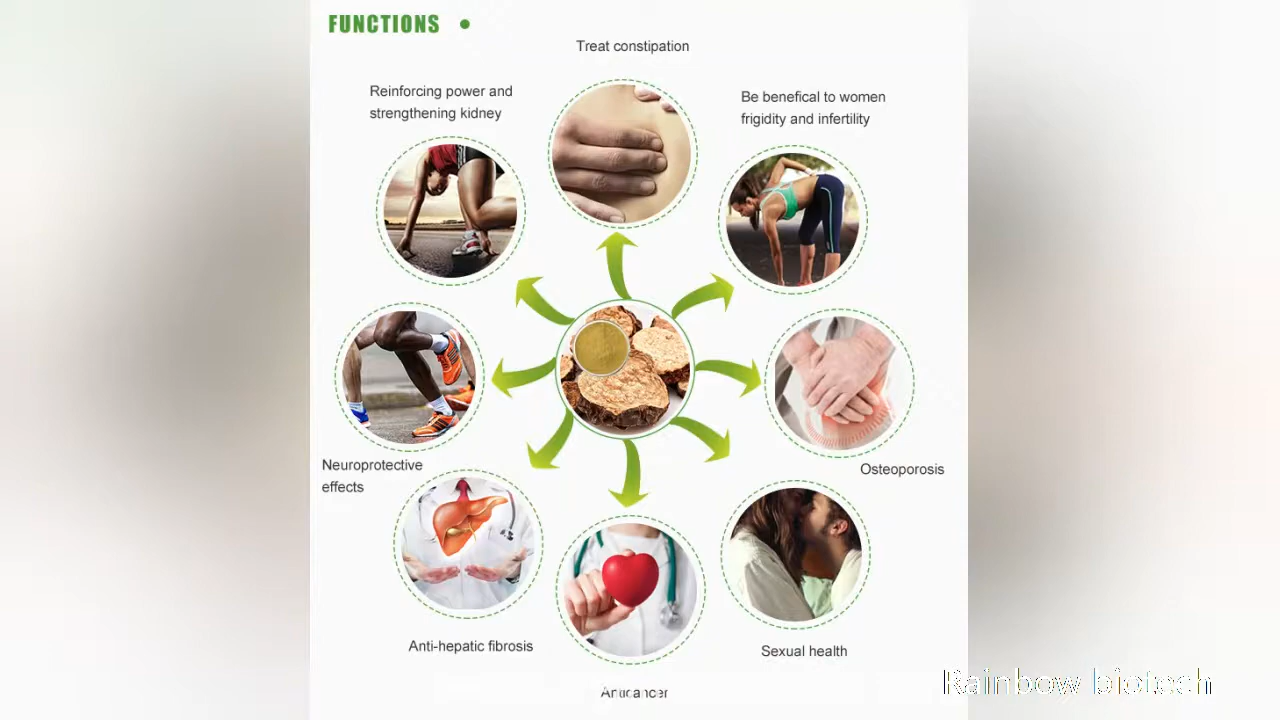 FUNCTIONS
Treat constipation
Reinforcing power and
strengthening kidney
Be benefical to women
frigidity and infertility
Neuroprotective
effects
Osteoporosis
Anti-hepatic fibrosis
Sexual health
Anticancer
Rainbow biotech